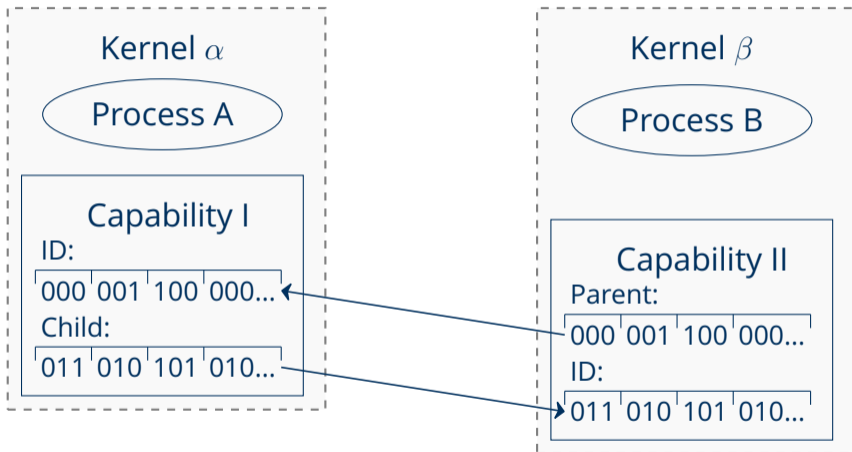 Kernel α
Process A
Capability I
ID:
000 001 100 000...
Child:
011 010 101 010...
Kernel β
Process B
Capability II
Parent:
000 001 100 000...
ID:
011 010 101 010...